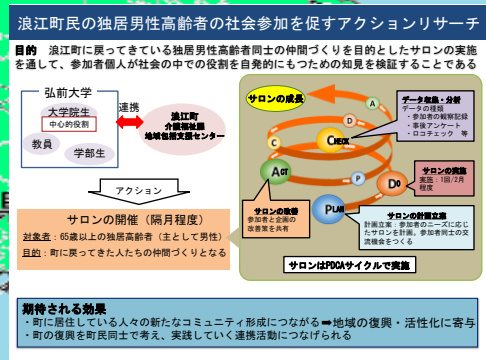 浪江町民の独居男性高齢者の社会参加を促すアクションリサーチ
目的　浪江町に戻ってきている独居男性高齢者同士の仲間づくりを目的としたサロンの実施
を通して、参加者個人が社会の中での役割を自発的にもつための知見を検証することである
弘前大学
大学院生
中心的役割
教員
学部生
連携
浪江町
介護福祉課
地域包括支援センター
アクション
サロンの開催（隔月程度）
対象者：65歳以上の独居高齢者（主として男性）
目的：町に戻ってきた人たちの仲間づくりとなる
サロンの成長
データ収集・分析
データの種類
・参加者の観察記録
・事後アンケート
・ロコチェック　等
A
D
C
P
CHECK
ACT
DO
PLAN
サロンの実施
実施：1回/2月
程度
サロンの改善
参加者と企画の
改善策を共有
サロンの計画立案
計画立案：参加者のニーズに応じ
たサロンを計画。参加者同士の交
流機会をつくる
サロンはPDCAサイクルで実施
期待される効果
・町に居住している人々の新たなコミュニティ形成につながる➡地域の復興・活性化に寄与
・町の復興を町民同士で考え、実践していく連携活動につなげられる